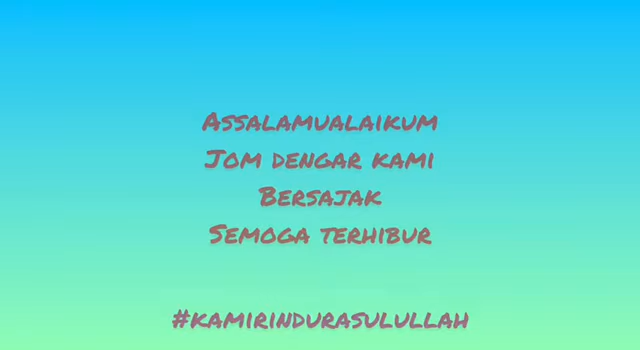 Assalamualaikum
Jom dengar kami
Bersajak
Semoga terhibur
#kamirindurasulullah